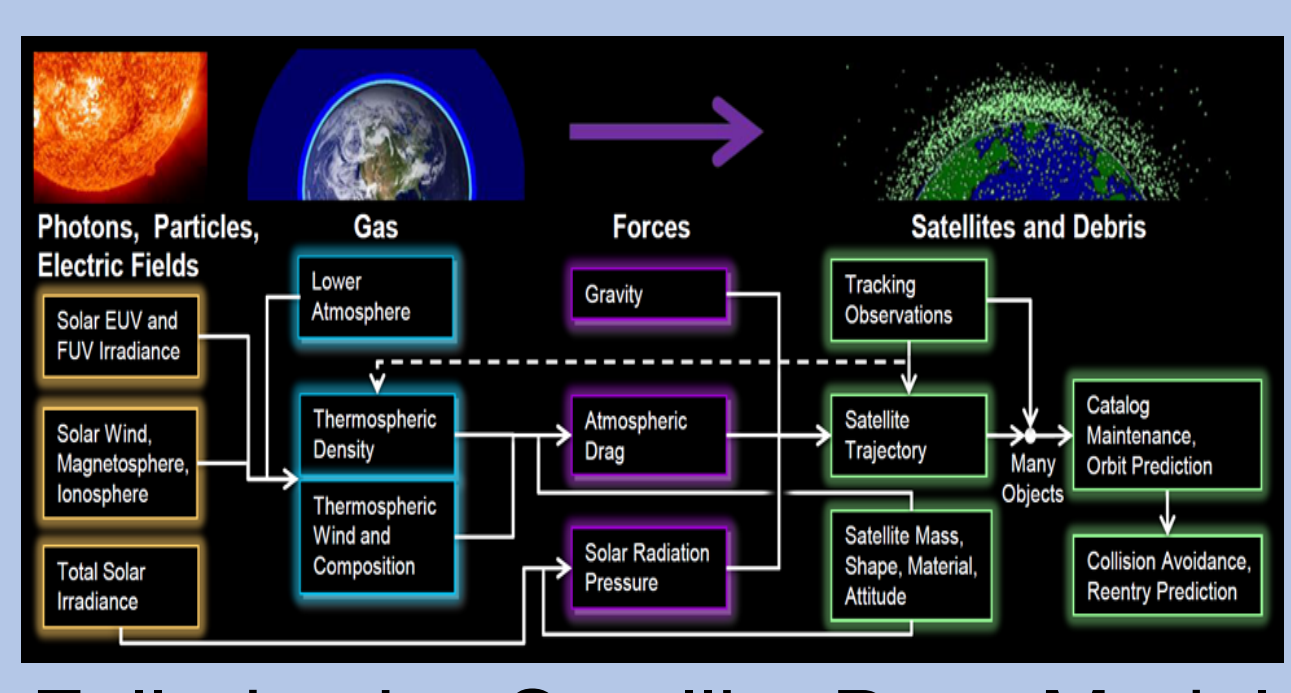 Photons, Particles,
Electric Fields
Gas
Forces
Satellites and Debris
Solar EUV and
FUV Irradiance
Solar Wind,
Magnetosphere,
Ionosphere
Total Solar
Irradiance
Lower
Atmosphere
Thermospheric
Density
Thermospheric
Wind and
Composition
Gravity
Atmospheric
Drag
Solar Radiation
Pressure
Tracking
Observations
Satellite
Trajectory
Satellite Mass,
Shape, Material,
Attitude
Many
Objects
Catalog
Maintenance,
Orbit Prediction
Collision Avoidance,
Reentry Prediction